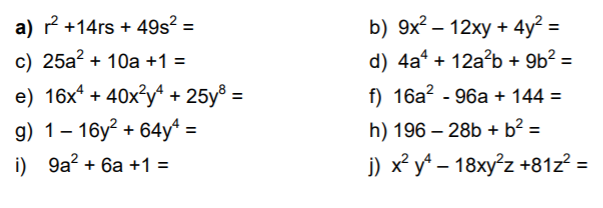 a) r² +14rs + 49s² = b) 9x² – 12xy + 4y² =
c) 25a² + 10a +1 = d) 4a⁴ + 12a²b + 9b² =
e) 16x⁴ + 40x²y⁴ + 25y⁸ = f) 16a² - 96a + 144 =
g) 1 – 16y² + 64y⁴ = h) 196 – 28b + b² =
i) 9a² + 6a +1 = j) x² y⁴ – 18xy²z +81z² =